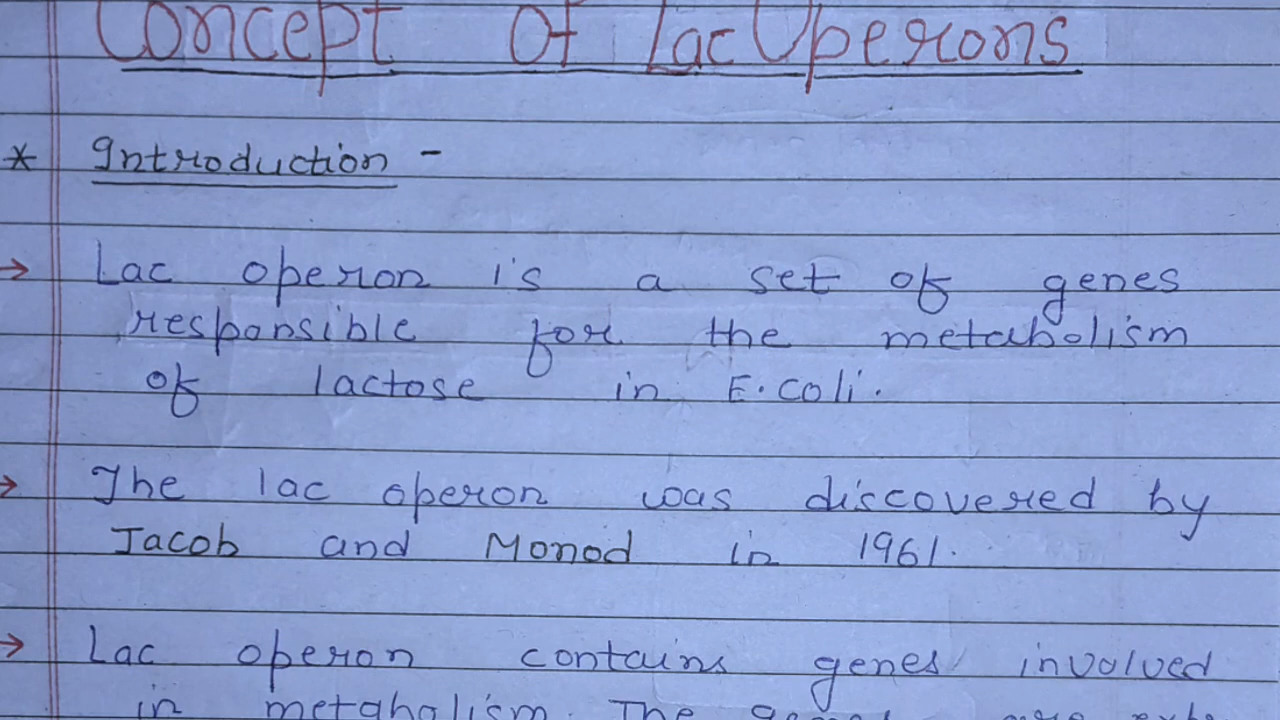 Concept Of Lac Operons
* Introduction -
→ Lac operon is a set of genes
responsible for the metabolism
of lactose in E.coli.
→ The lac operon was discovered by
Jacob and Monod in 1961.
→ Lac operon contains genes involved
in metabolism. The